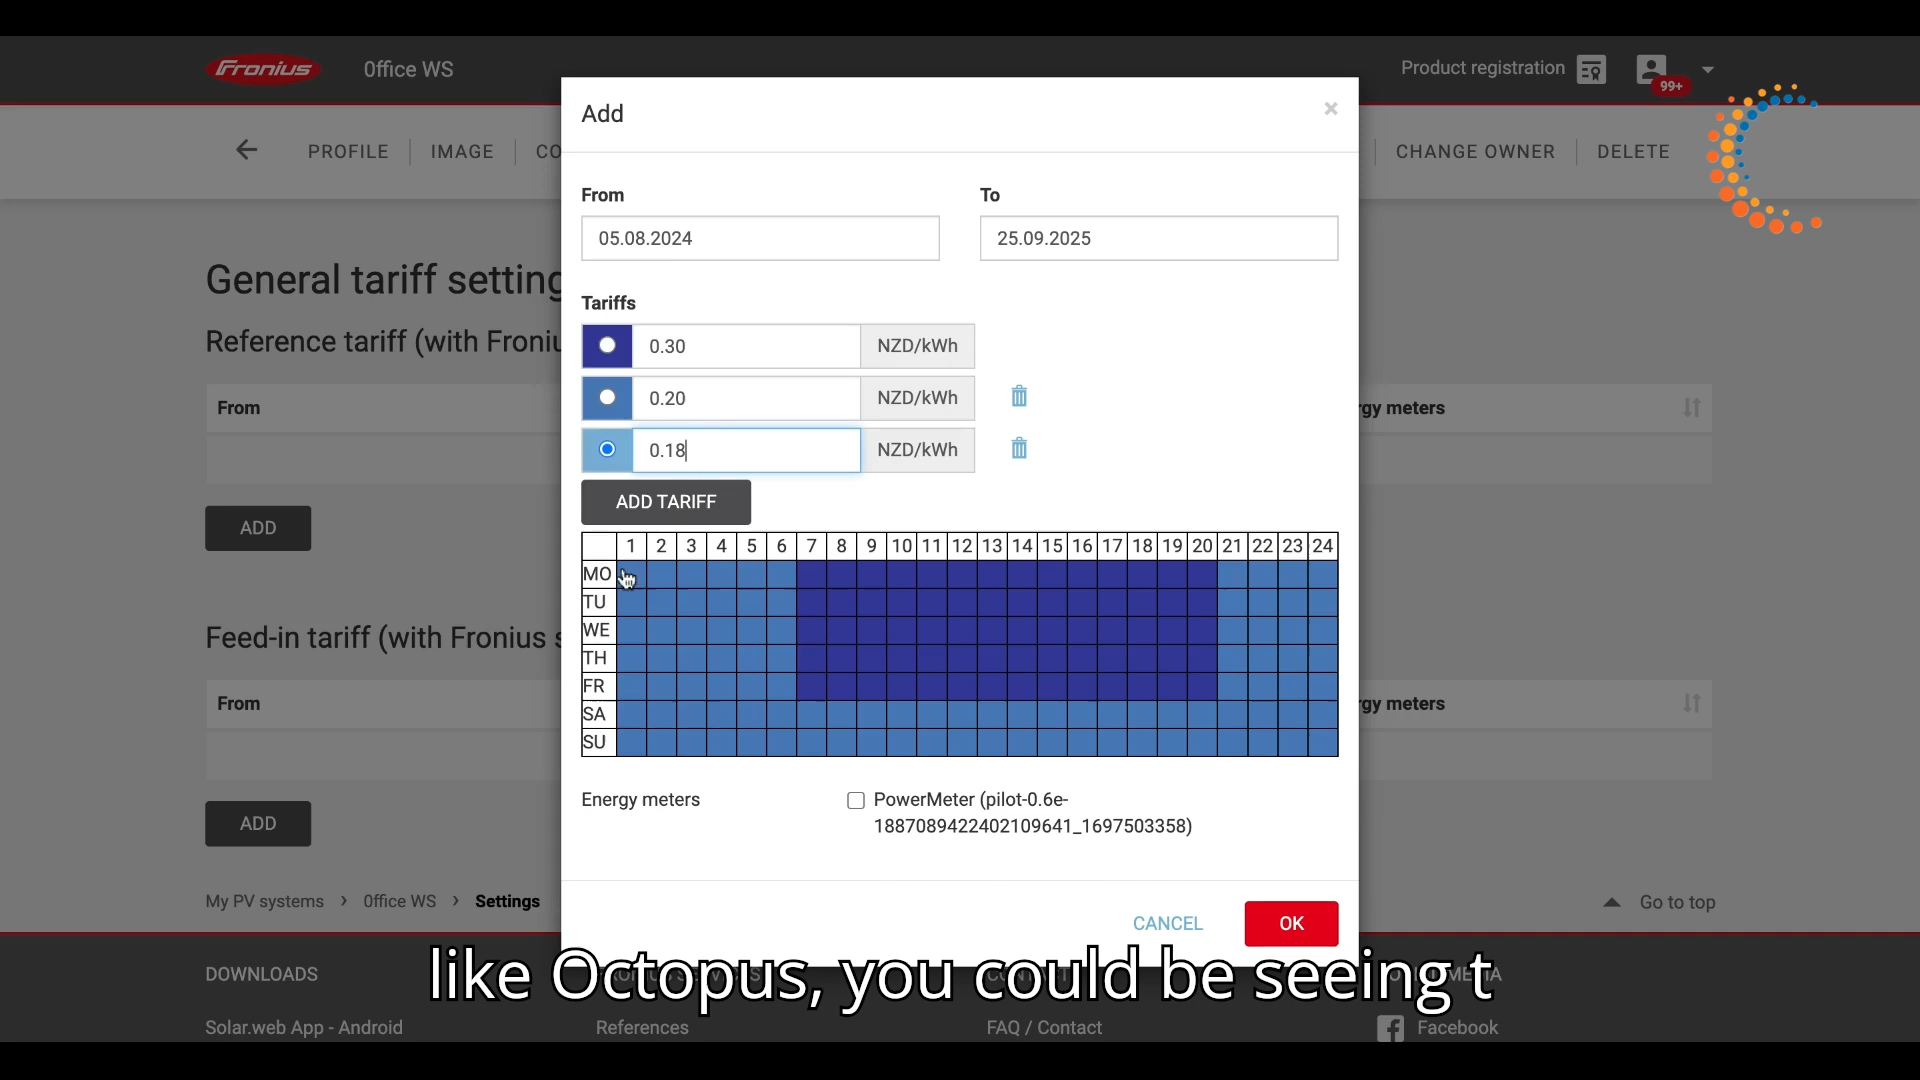 Fronius
Office WS
Product registration
99+
PROFILE
IMAGE
CO
CHANGE OWNER
DELETE
Add
×
From
To
05.08.2024
25.09.2025
Tariffs
0.30
NZD/kWh
0.20
NZD/kWh
0.18
NZD/kWh
ADD TARIFF
1 2 3 4 5 6 7 8 9 10 11 12 13 14 15 16 17 18 19 20 21 22 23 24
MO
TU
WE
TH
FR
SA
SU
Energy meters
PowerMeter (pilot-0.6e-
1887089422402109641_1697503358)
CANCEL
OK
General tariff setting
Reference tariff (with Froniu
From
rgy meters
ADD
Feed-in tariff (with Fronius s
From
rgy meters
ADD
My PV systems › Office WS › Settings
Go to top
like Octopus, you could be seeing t
DOWNLOADS
Solar.web App - Android
References
FAQ / Contact
Facebook